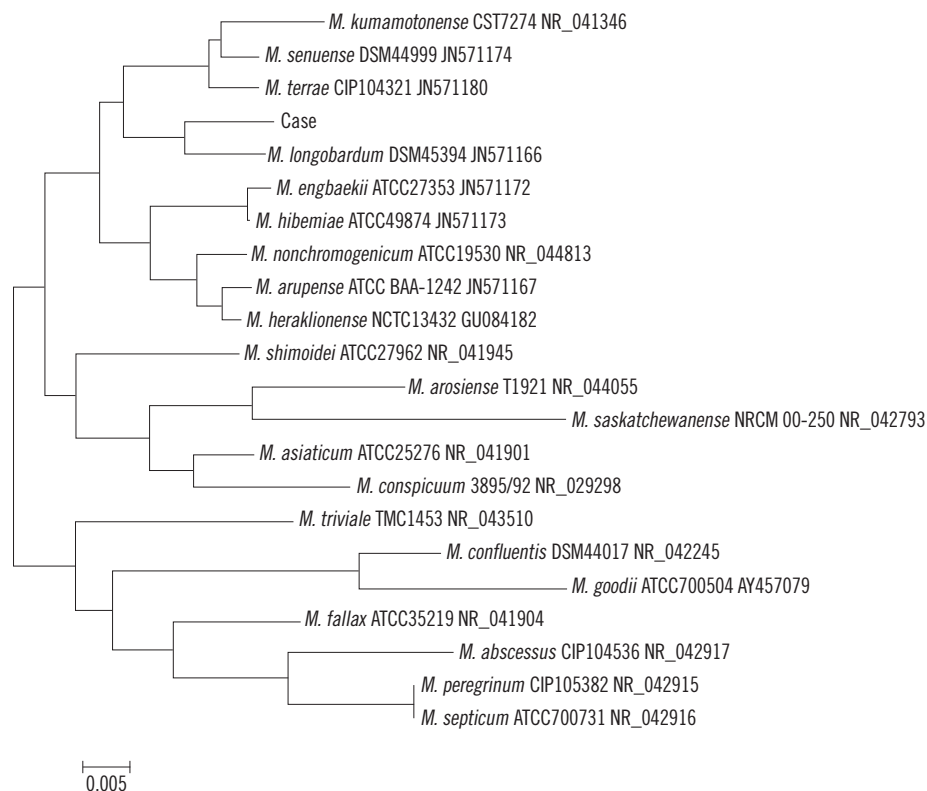 M. kumamotonense CST7274 NR_041346
M. senuense DSM44999 JN571174
M. terrae CIP104321 JN571180
Case
M. longobardum DSM45394 JN571166
M. engbaekii ATCC27353 JN571172
M. hibemiae ATCC49874 JN571173
M. nonchromogenicum ATCC19530 NR_044813
M. arupense ATCC BAA-1242 JN571167
M. heraklionense NCTC13432 GU084182
M. shimoidei ATCC27962 NR_041945
M. arosiense T1921 NR_044055
M. saskatchewanense NRCM 00-250 NR_042793
M. asiaticum ATCC25276 NR_041901
M. conspicuum 3895/92 NR_029298
M. triviale TMC1453 NR_043510
M. confluentis DSM44017 NR_042245
M. goodii ATCC700504 AY457079
M. fallax ATCC35219 NR_041904
M. abscessus CIP104536 NR_042917
M. peregrinum CIP105382 NR_042915
M. septicum ATCC700731 NR_042916
0.005